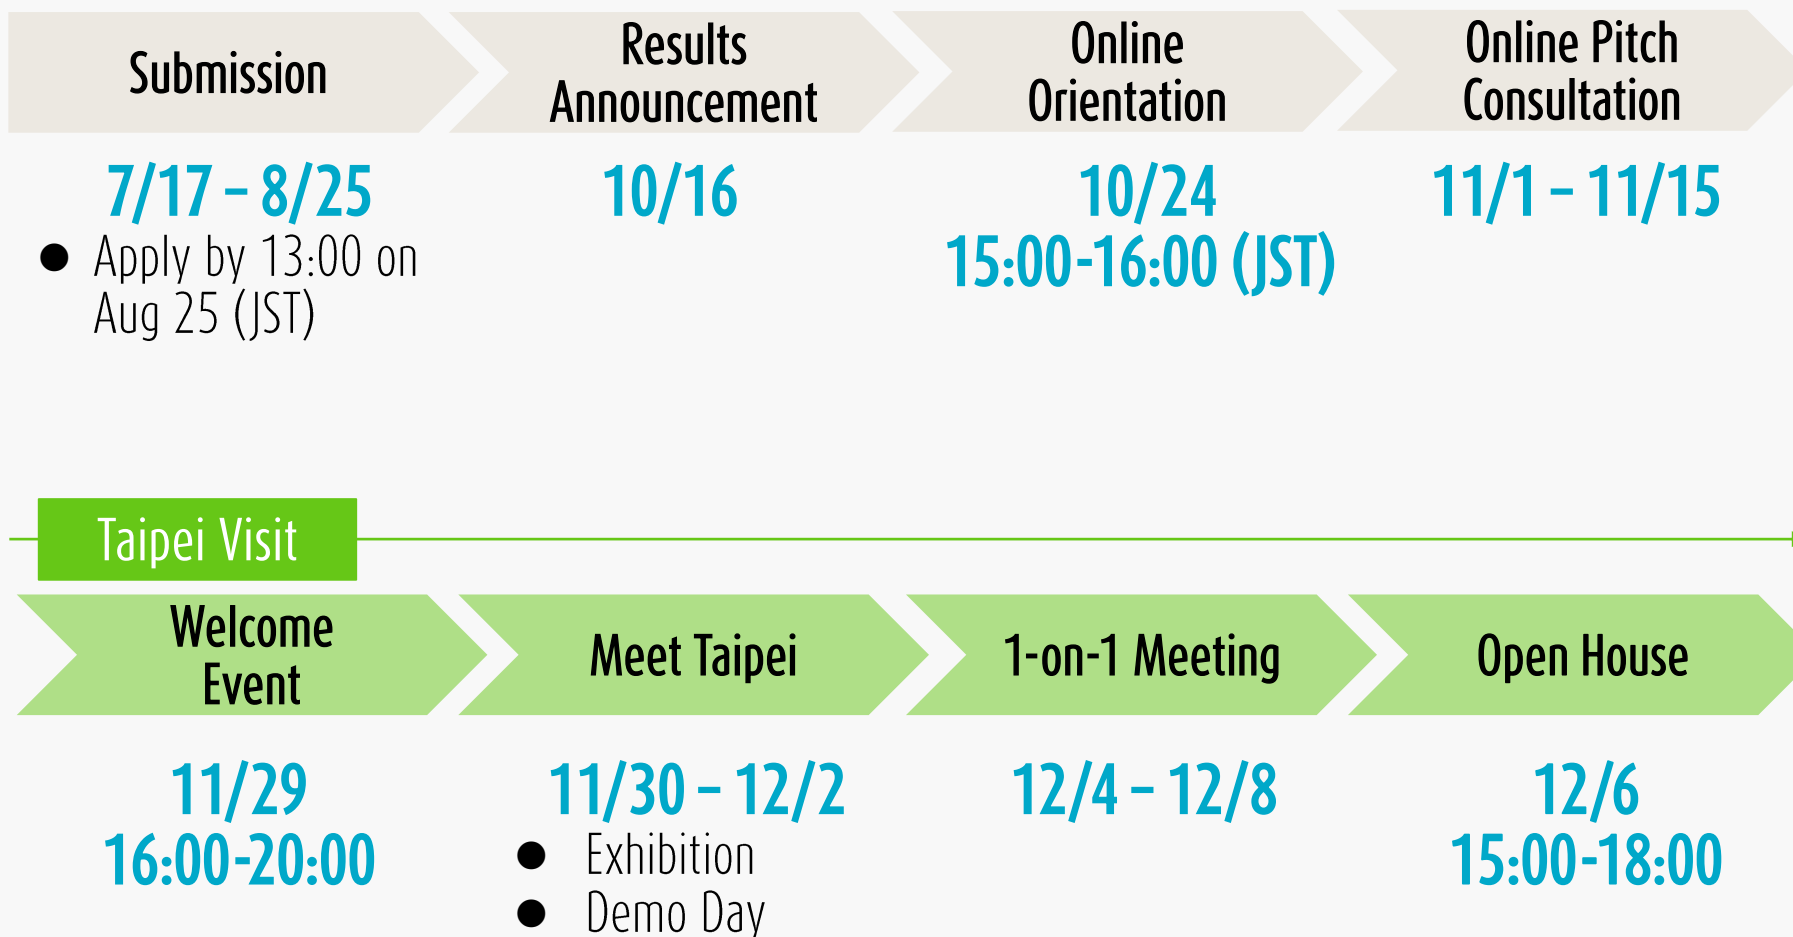 Submission
Results
Announcement
Online
Orientation
Online Pitch
Consultation
7/17 – 8/25
● Apply by 13:00 on
Aug 25 (JST)
10/16
10/24
15:00-16:00 (JST)
11/1 – 11/15
Taipei Visit
Welcome
Event
Meet Taipei
1-on-1 Meeting
Open House
11/29
16:00-20:00
11/30 – 12/2
● Exhibition
● Demo Day
12/4 – 12/8
12/6
15:00-18:00